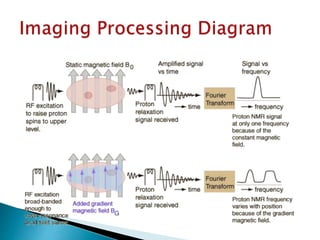 Imaging Processing Diagram
Static magnetic field B0
Amplified signal
vs time
Signal vs
frequency
RF excitation
to raise proton
spine to upper
level.
Proton
relaxation
signal received
time
Fourier
Transform
frequency
Proton NMR signal
at only one frequency
because of the
constant magnetic
field.
RF excitation
broad-banded
enough to
Added gradient
magnetic field BG
Proton
relaxation
signal received
time
Fourier
Transform
frequency
Proton NMR signal
varies with position
because of the gradient
magnetic field.